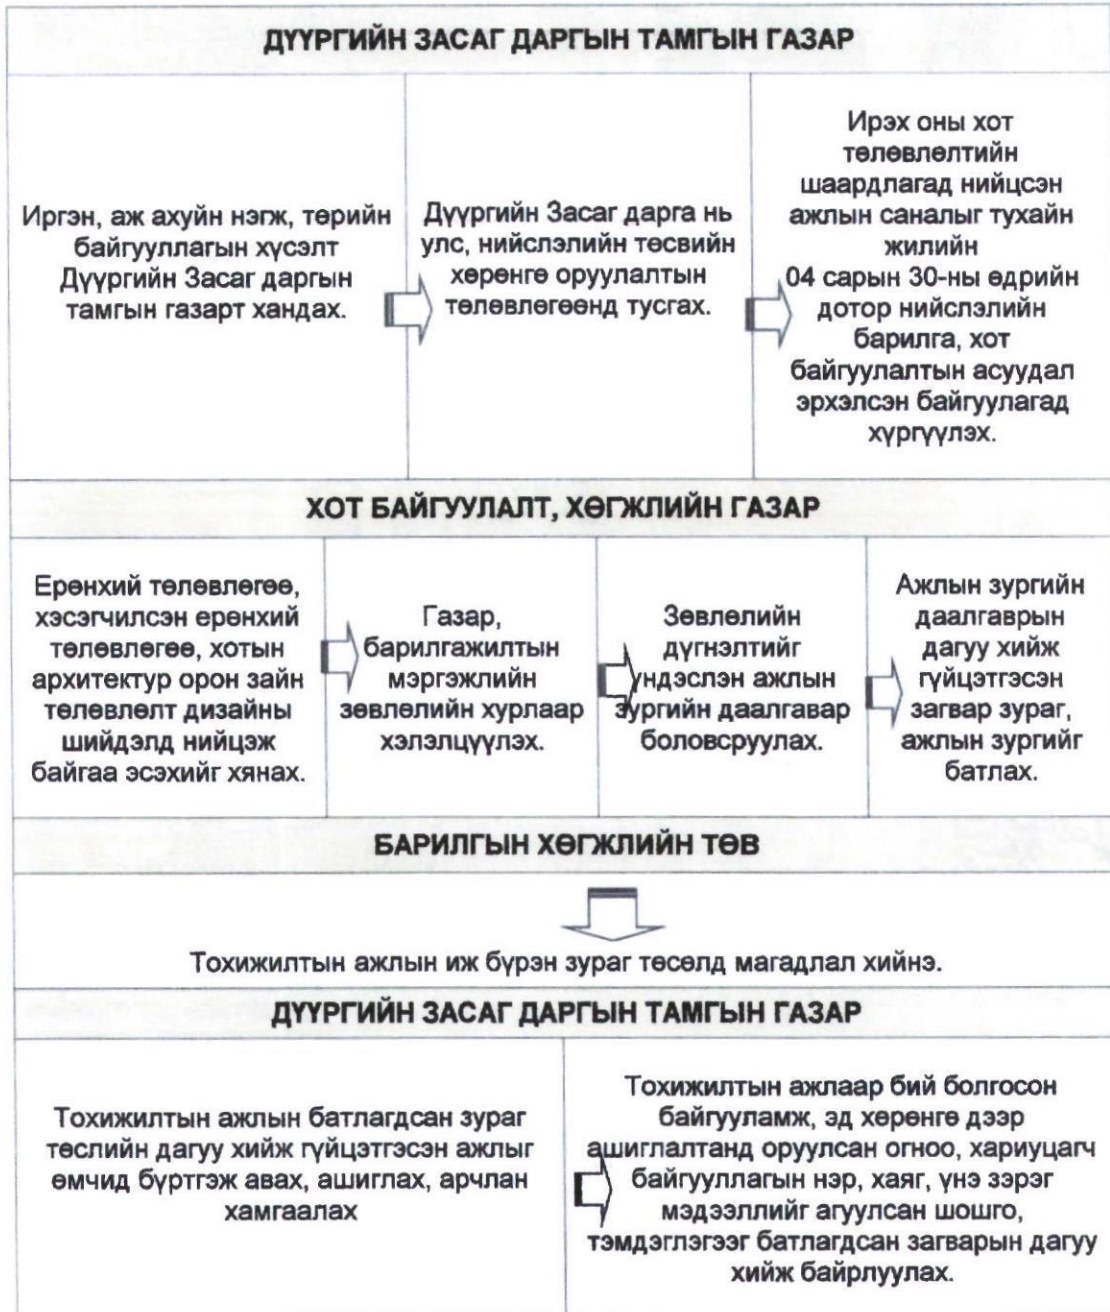 ДҮҮРГИЙН ЗАСАГ ДАРГЫН ТАМГЫН ГАЗАР
Иргэн, аж ахуйн нэгж, төрийн
байгууллагын хүсэлт
Дүүргийн Засаг даргын
тамгын газарт хандах.
Дүүргийн Засаг дарга нь
улс, нийслэлийн төсвийн
хөрөнгө оруулалтын
төлөвлөгөөнд тусгах.
Ирэх оны хот
төлөвлөлтийн
шаардлагад нийцсэн
ажлын саналыг тухайн
жилийн
04 сарын 30-ны өдрийн
дотор нийслэлийн
барилга, хот
байгуулалтын асуудал
эрхэлсэн байгуулагад
хүргүүлэх.
ХОТ БАЙГУУЛАЛТ, ХӨГЖЛИЙН ГАЗАР
Ерөнхий төлөвлөгөө,
хэсэгчилсэн ерөнхий
төлөвлөгөө, хотын
архитектур орон зайн
төлөвлөлт дизайны
шийдэлд нийцэж
байгаа эсэхийг хянах.
Газар,
барилгажилтын
мэргэжлийн
зөвлөлийн хурлаар
хэлэлцүүлэх.
Зөвлөлийн
дүгнэлтийг
үндэслэн ажлын
зургийн даалгавар
боловсруулах.
Ажлын зургийн
даалгаврын
дагуу хийж
гүйцэтгэсэн
загвар зураг,
ажлын зургийг
батлах.
БАРИЛГЫН ХӨГЖЛИЙН ТӨВ
Тохижилтын ажлын иж бүрэн зураг төсөлд магадлал хийнэ.
ДҮҮРГИЙН ЗАСАГ ДАРГЫН ТАМГЫН ГАЗАР
Тохижилтын ажлын батлагдсан зураг
төслийн дагуу хийж гүйцэтгэсэн ажлыг
өмчид бүртгэж авах, ашиглах, арчлан
хамгаалах
Тохижилтын ажлаар бий болгосон
байгууламж, эд хөрөнгө дээр
ашиглалтанд оруулсан огноо, хариуцагч
байгууллагын нэр, хаяг, үнэ зэрэг
мэдээллийг агуулсан шошго,
тэмдэглэгээг батлагдсан загварын дагуу
хийж байрлуулах.